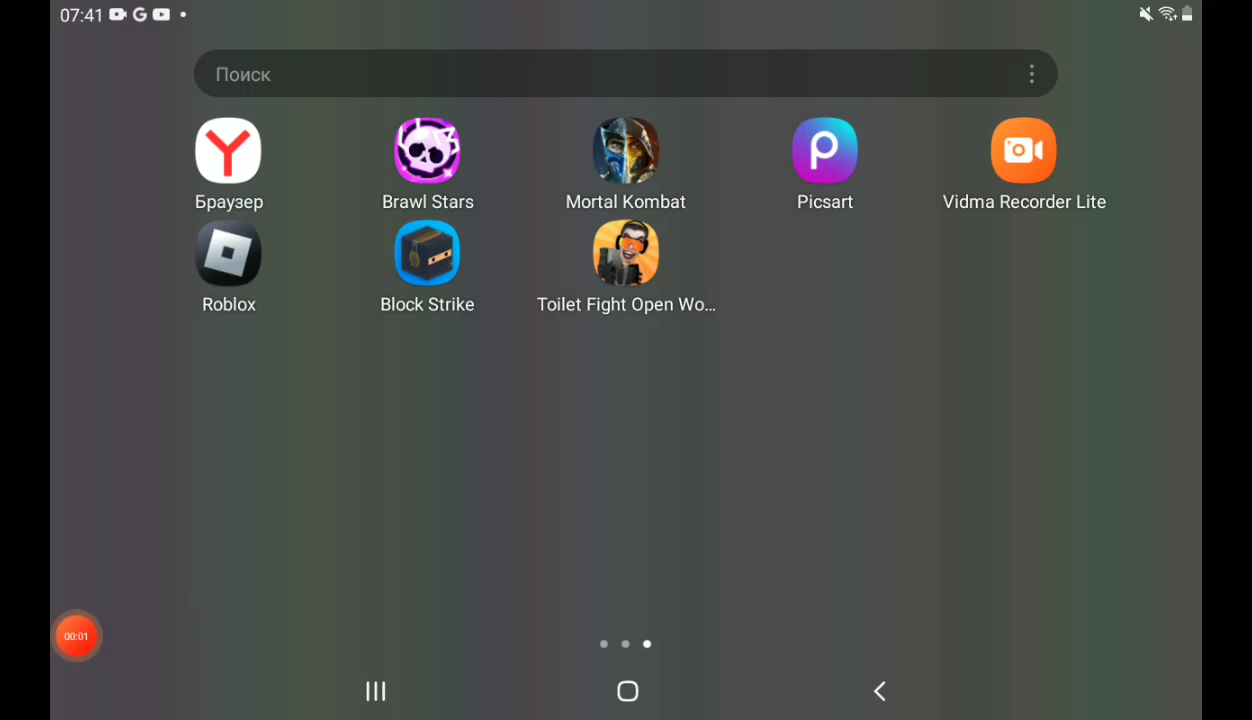 07:41
Поиск
Браузер
Brawl Stars
Mortal Kombat
Picsart
Vidma Recorder Lite
Roblox
Block Strike
Toilet Fight Open Wo...
00:01